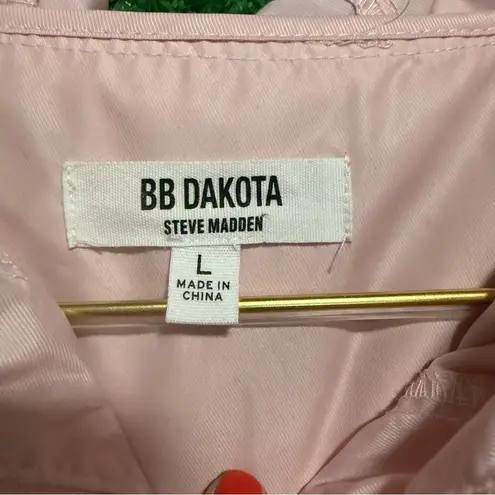 BB DAKOTA
STEVE MADDEN
L
MADE IN
CHINA